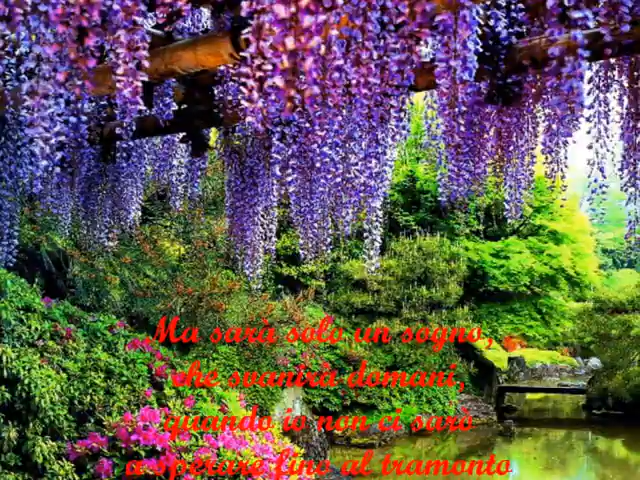 Ma sarà solo un sogno,
che svanirà domani,
quando io non ci sarò
a sperare fino al tramonto